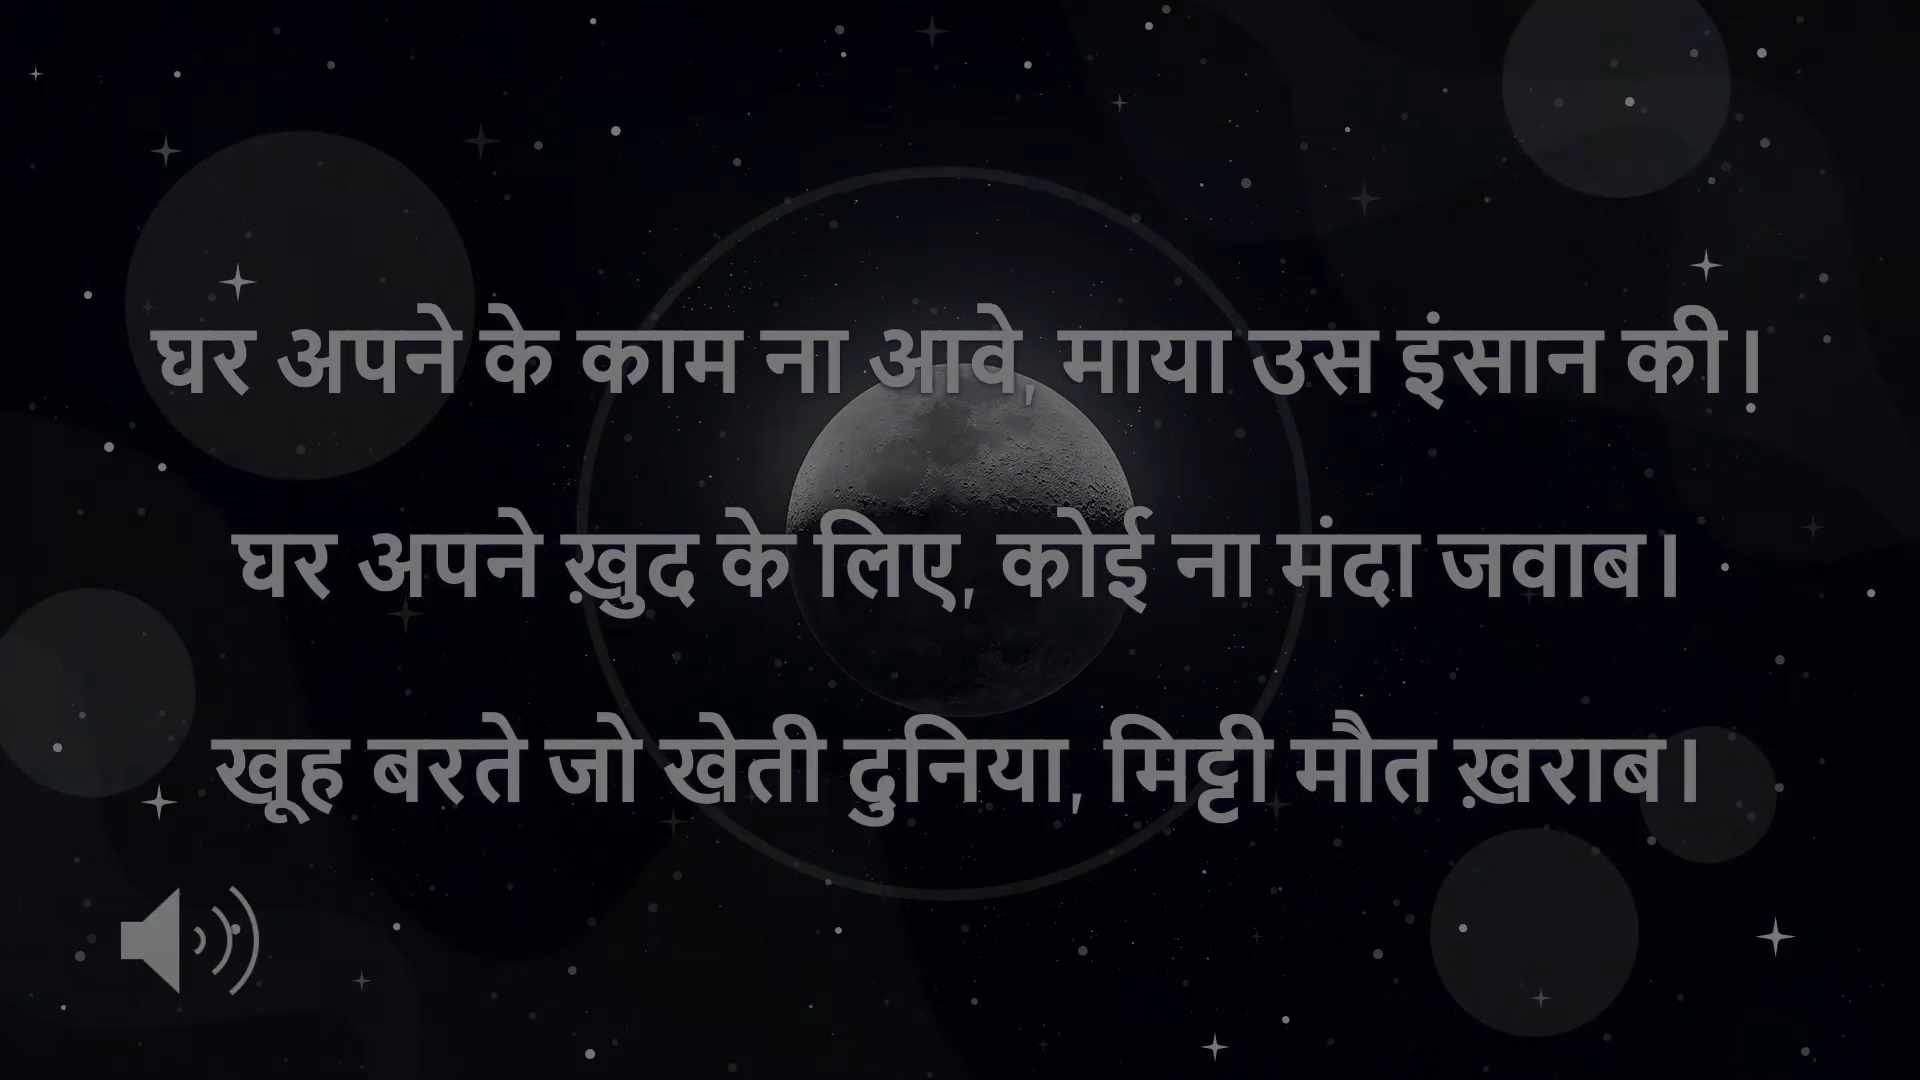 घर अपने के काम ना आवे, माया उस इंसान की।
घर अपने ख़ुद के लिए, कोई ना मंदा जवाब।
खूह बरते जो खेती दुनिया, मिट्टी मौत ख़राब।